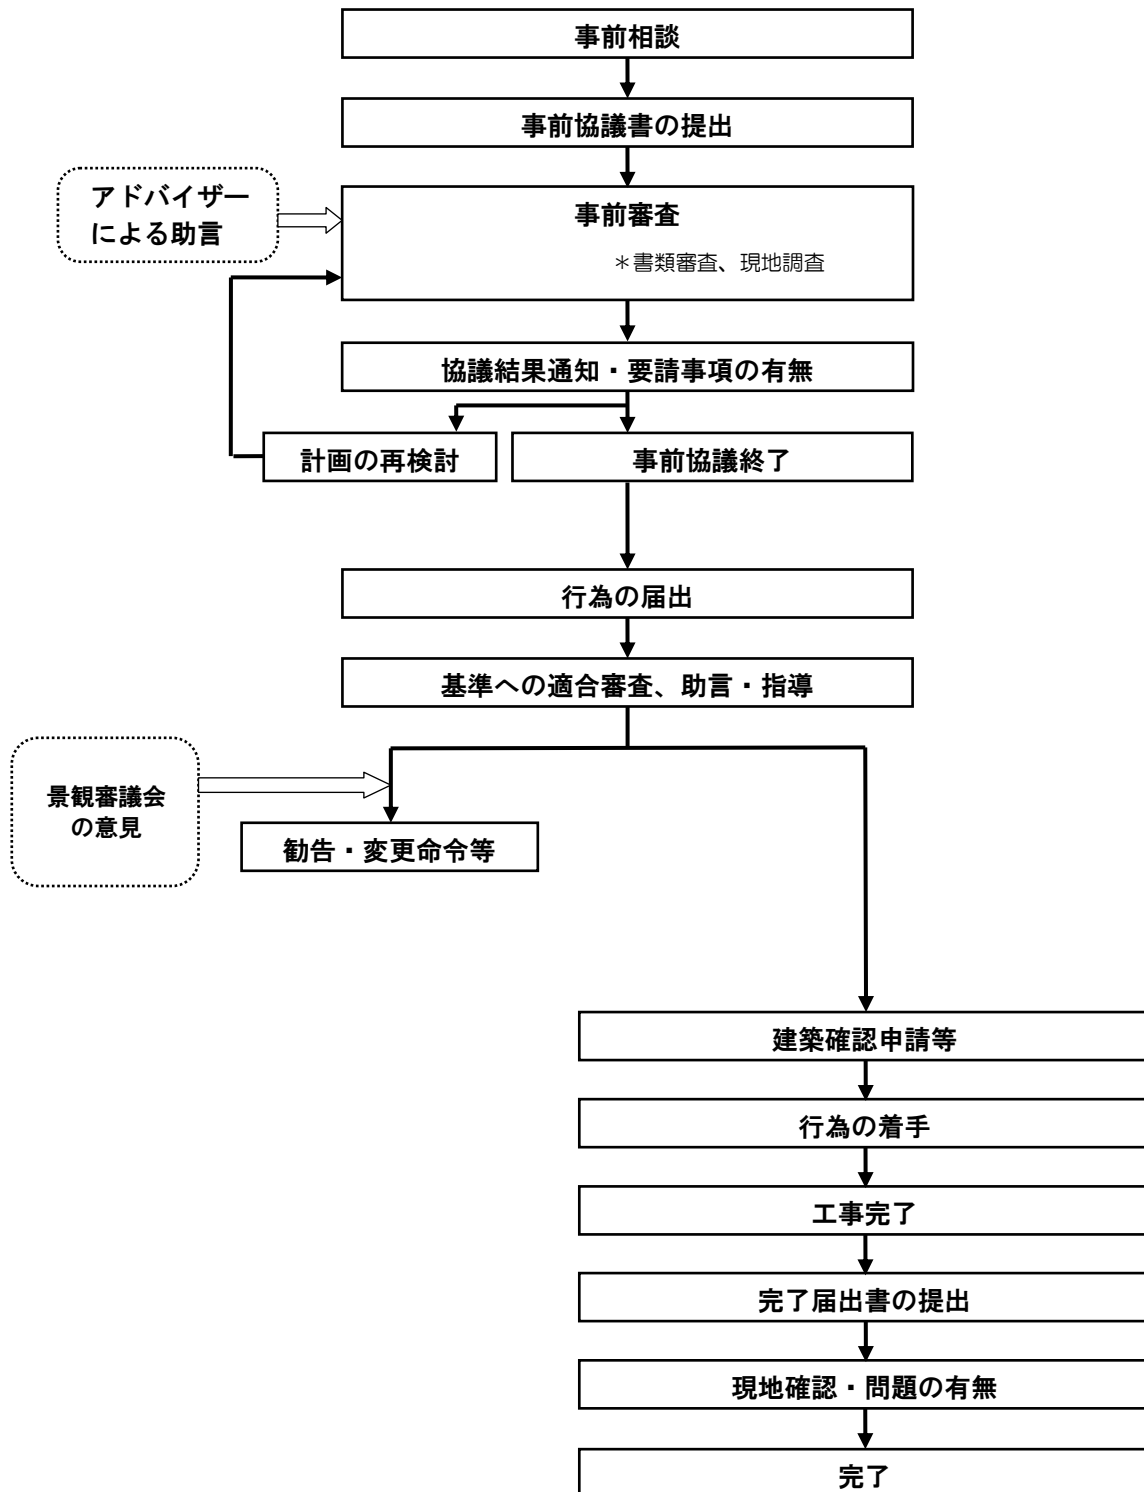 事前相談
事前協議書の提出
アドバイザー
による助言
事前審査
＊書類審査、現地調査
協議結果通知・要請事項の有無
計画の再検討
事前協議終了
行為の届出
基準への適合審査、助言・指導
景観審議会
の意見
勧告・変更命令等
建築確認申請等
行為の着手
工事完了
完了届出書の提出
現地確認・問題の有無
完了